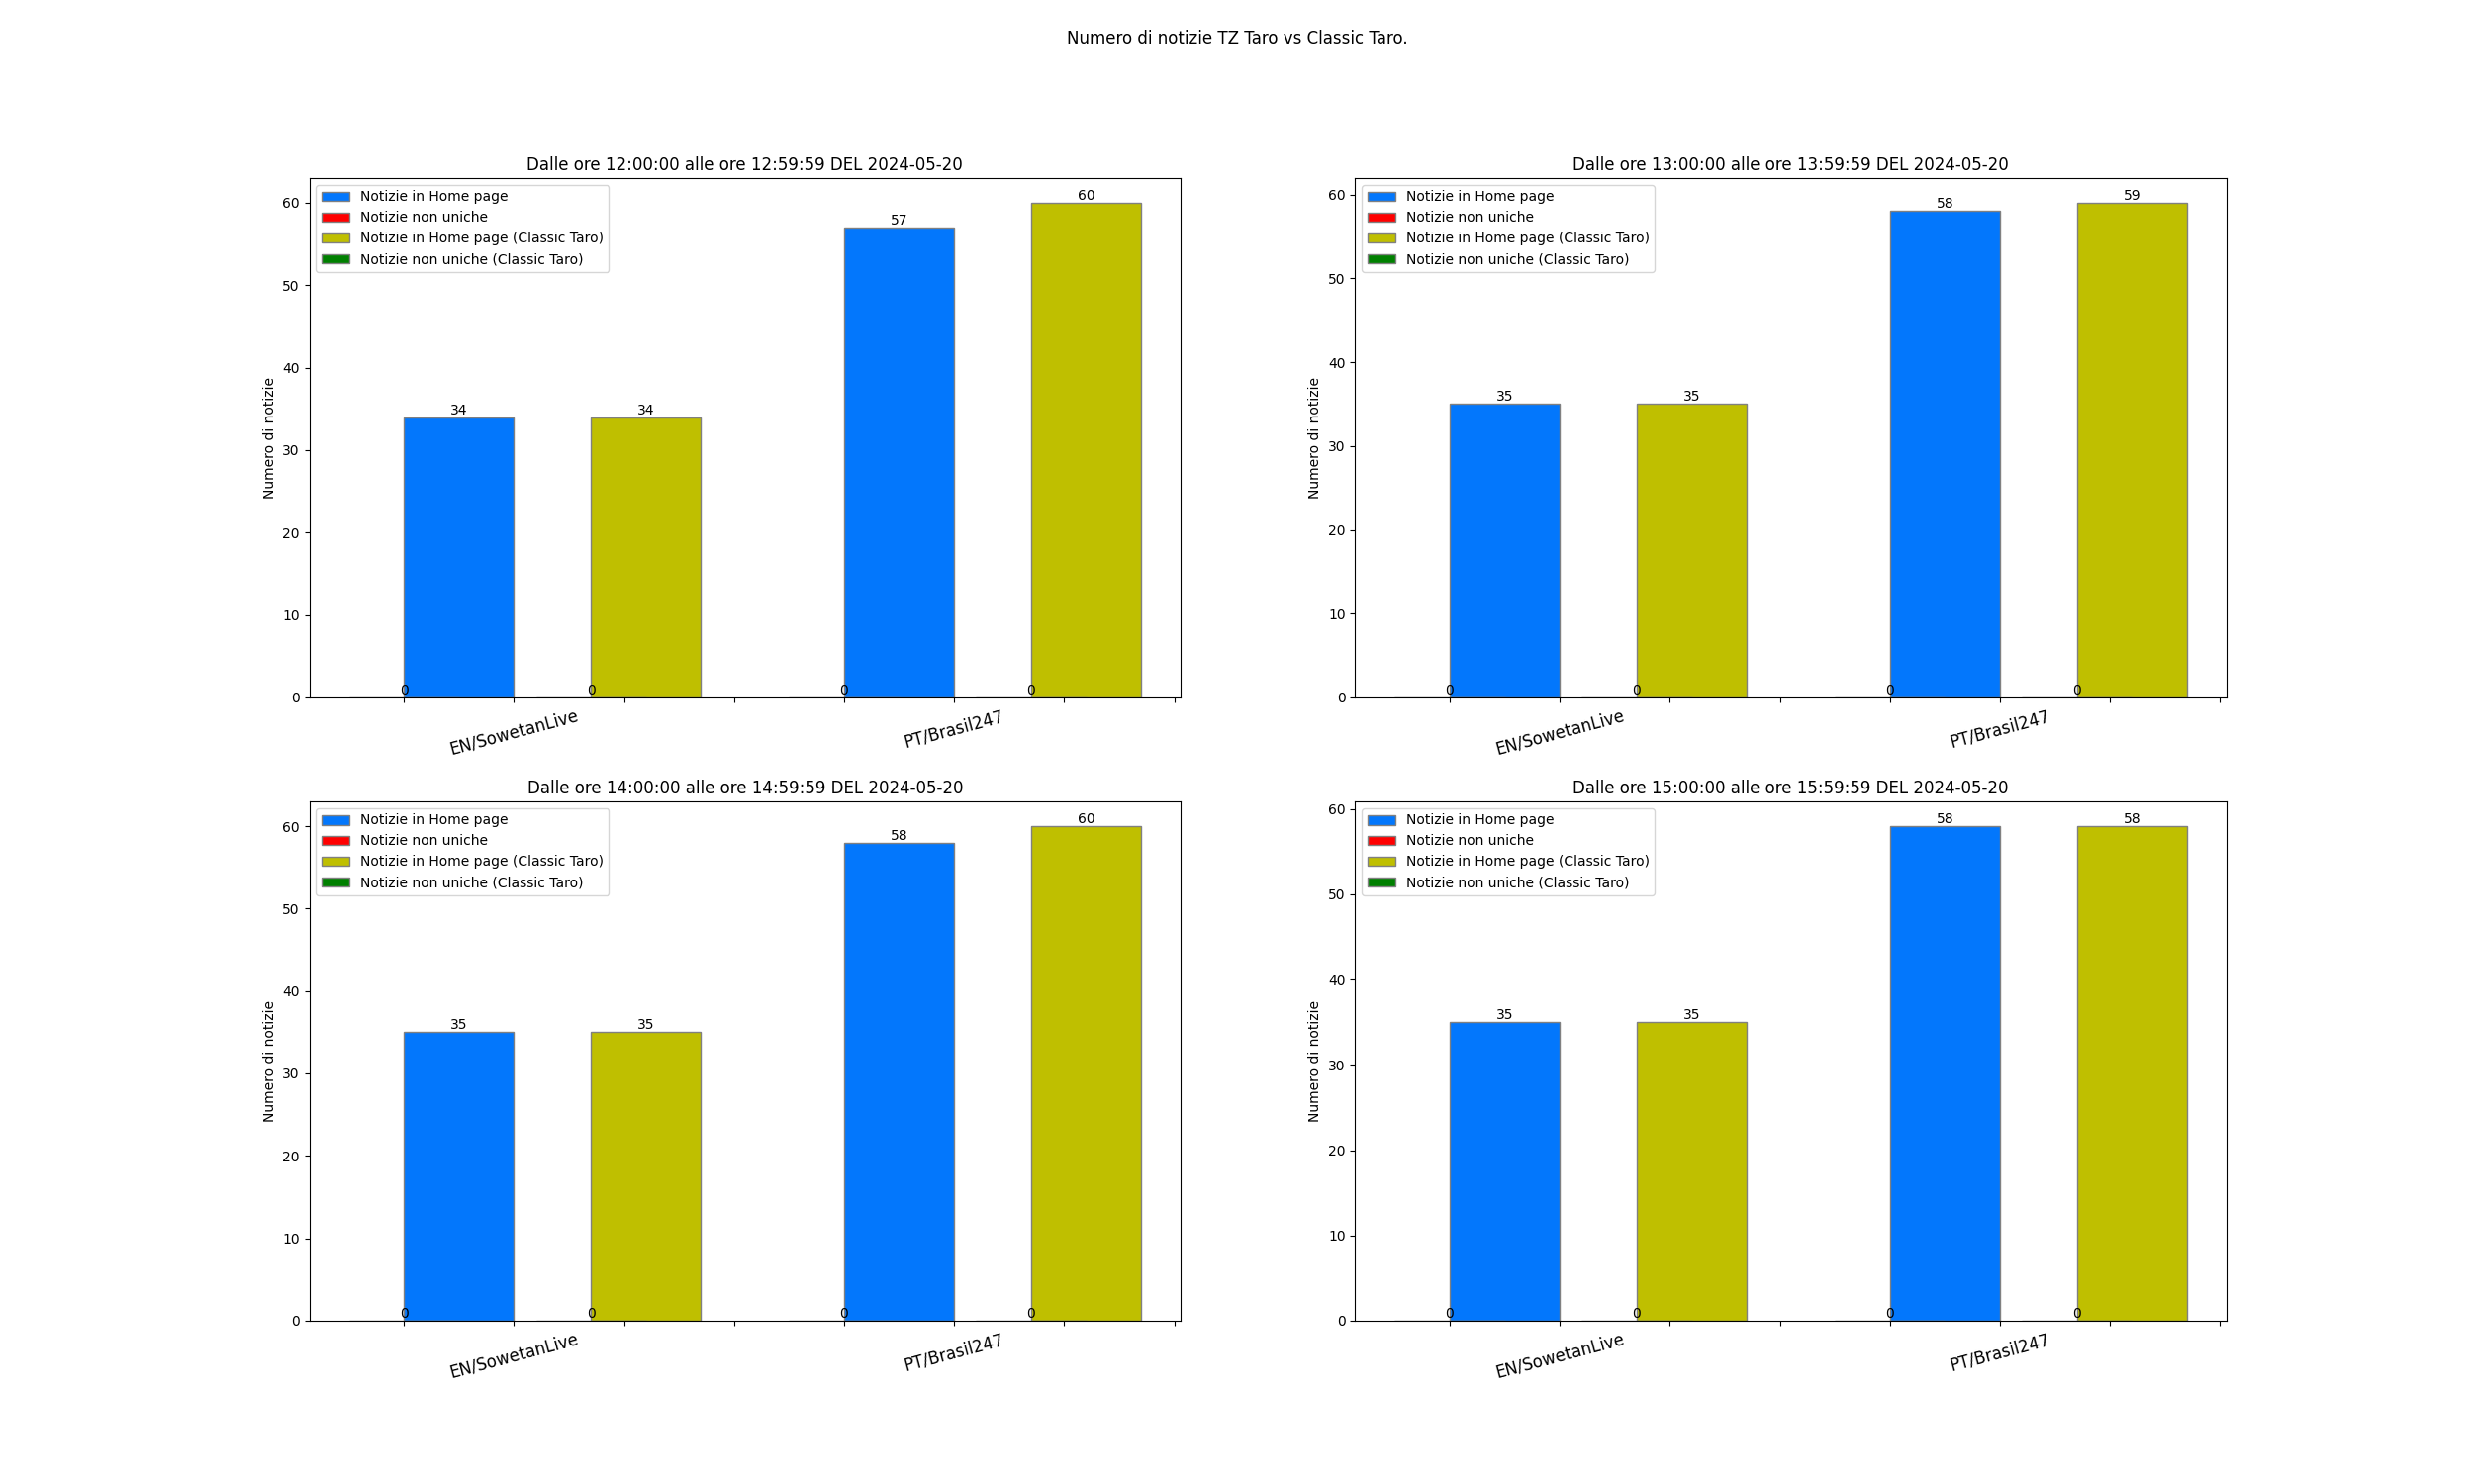 Numero di notizie TZ Taro vs Classic Taro.
Dalle ore 12:00:00 alle ore 12:59:59 DEL 2024-05-20
Notizie in Home page
Notizie non uniche
Notizie in Home page (Classic Taro)
Notizie non uniche (Classic Taro)
Numero di notizie
60
50
40
30
20
10
0
34
34
57
60
0
0
0
0
EN/SowetanLive
PT/Brasil247
Dalle ore 13:00:00 alle ore 13:59:59 DEL 2024-05-20
Notizie in Home page
Notizie non uniche
Notizie in Home page (Classic Taro)
Notizie non uniche (Classic Taro)
Numero di notizie
60
50
40
30
20
10
0
35
35
58
59
0
0
0
0
EN/SowetanLive
PT/Brasil247
Dalle ore 14:00:00 alle ore 14:59:59 DEL 2024-05-20
Notizie in Home page
Notizie non uniche
Notizie in Home page (Classic Taro)
Notizie non uniche (Classic Taro)
Numero di notizie
60
50
40
30
20
10
0
35
35
58
60
0
0
0
0
EN/SowetanLive
PT/Brasil247
Dalle ore 15:00:00 alle ore 15:59:59 DEL 2024-05-20
Notizie in Home page
Notizie non uniche
Notizie in Home page (Classic Taro)
Notizie non uniche (Classic Taro)
Numero di notizie
60
50
40
30
20
10
0
35
35
58
58
0
0
0
0
EN/SowetanLive
PT/Brasil247